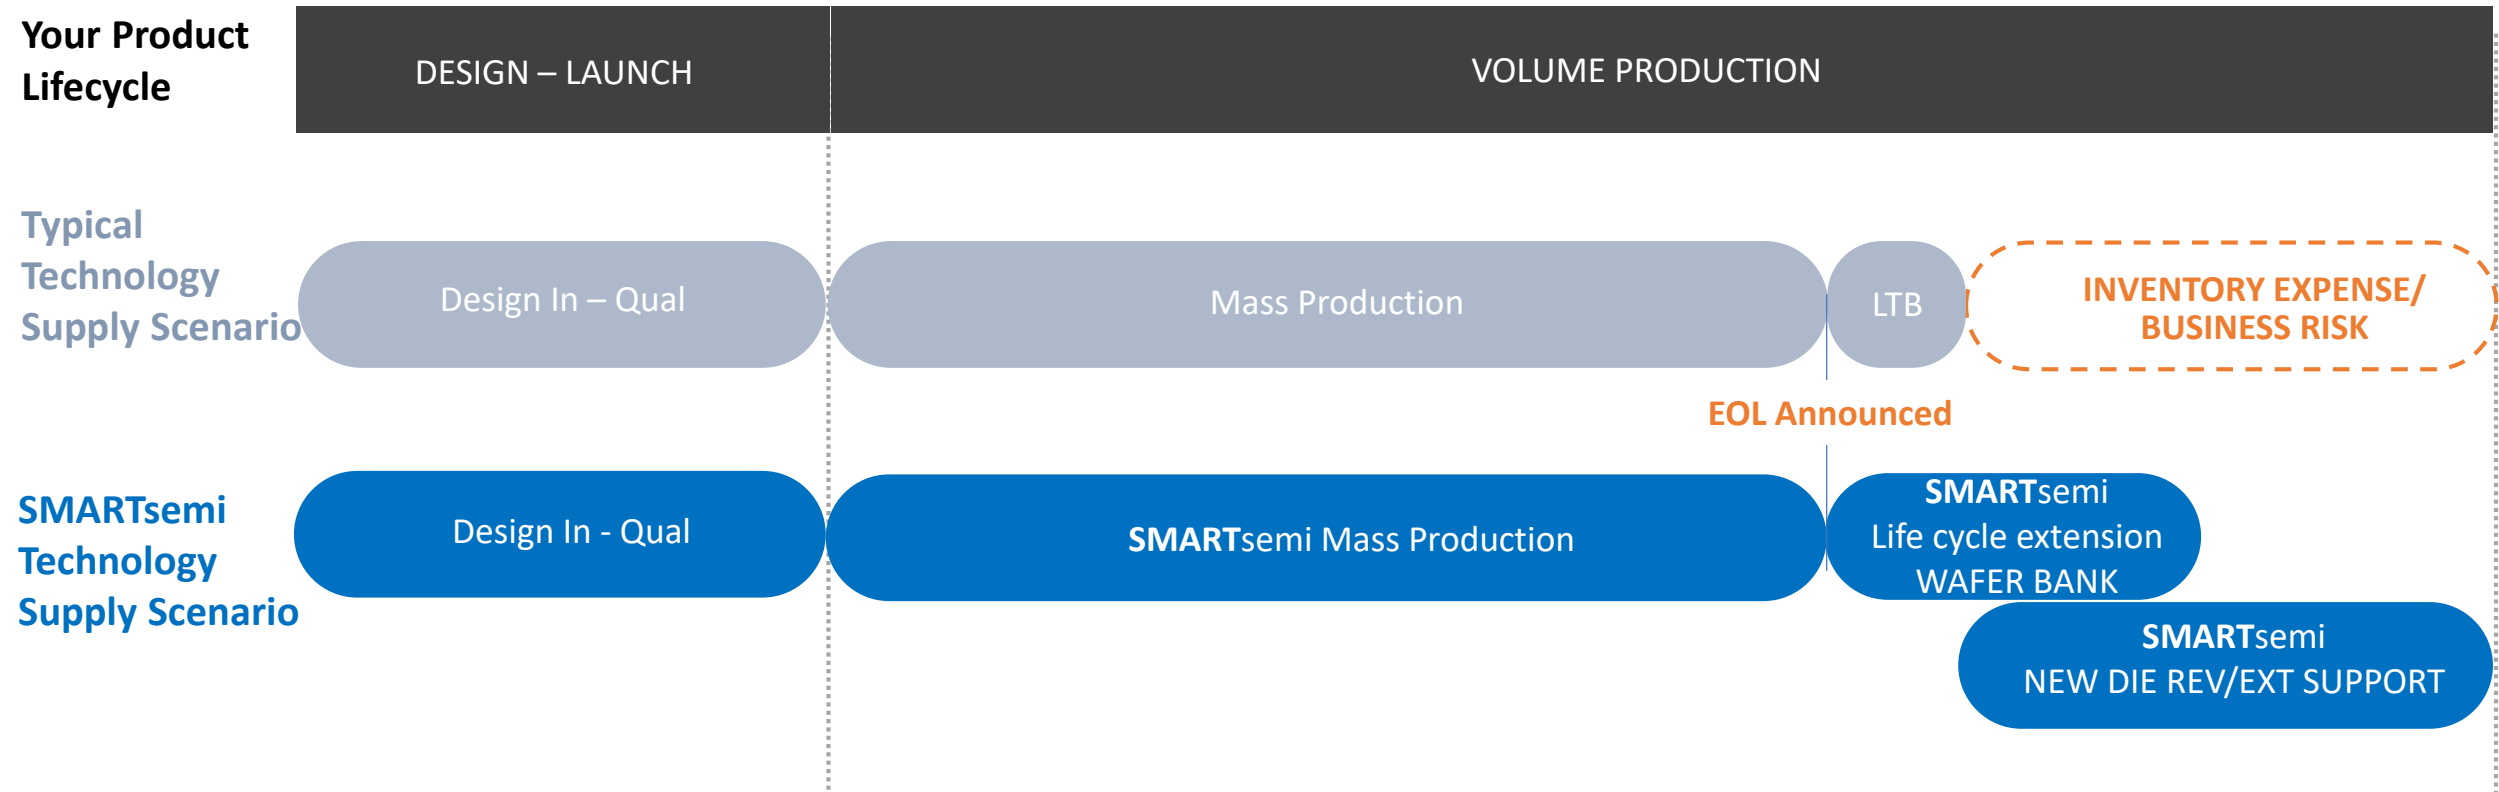 Your Product
Lifecycle
DESIGN – LAUNCH
VOLUME PRODUCTION
Typical
Technology
Supply Scenario
Design In – Qual
Mass Production
LTB
INVENTORY EXPENSE/
BUSINESS RISK
EOL Announced
SMARTsemi
Technology
Supply Scenario
Design In - Qual
SMARTsemi Mass Production
SMARTsemi
Life cycle extension
WAFER BANK
SMARTsemi
NEW DIE REV/EXT SUPPORT